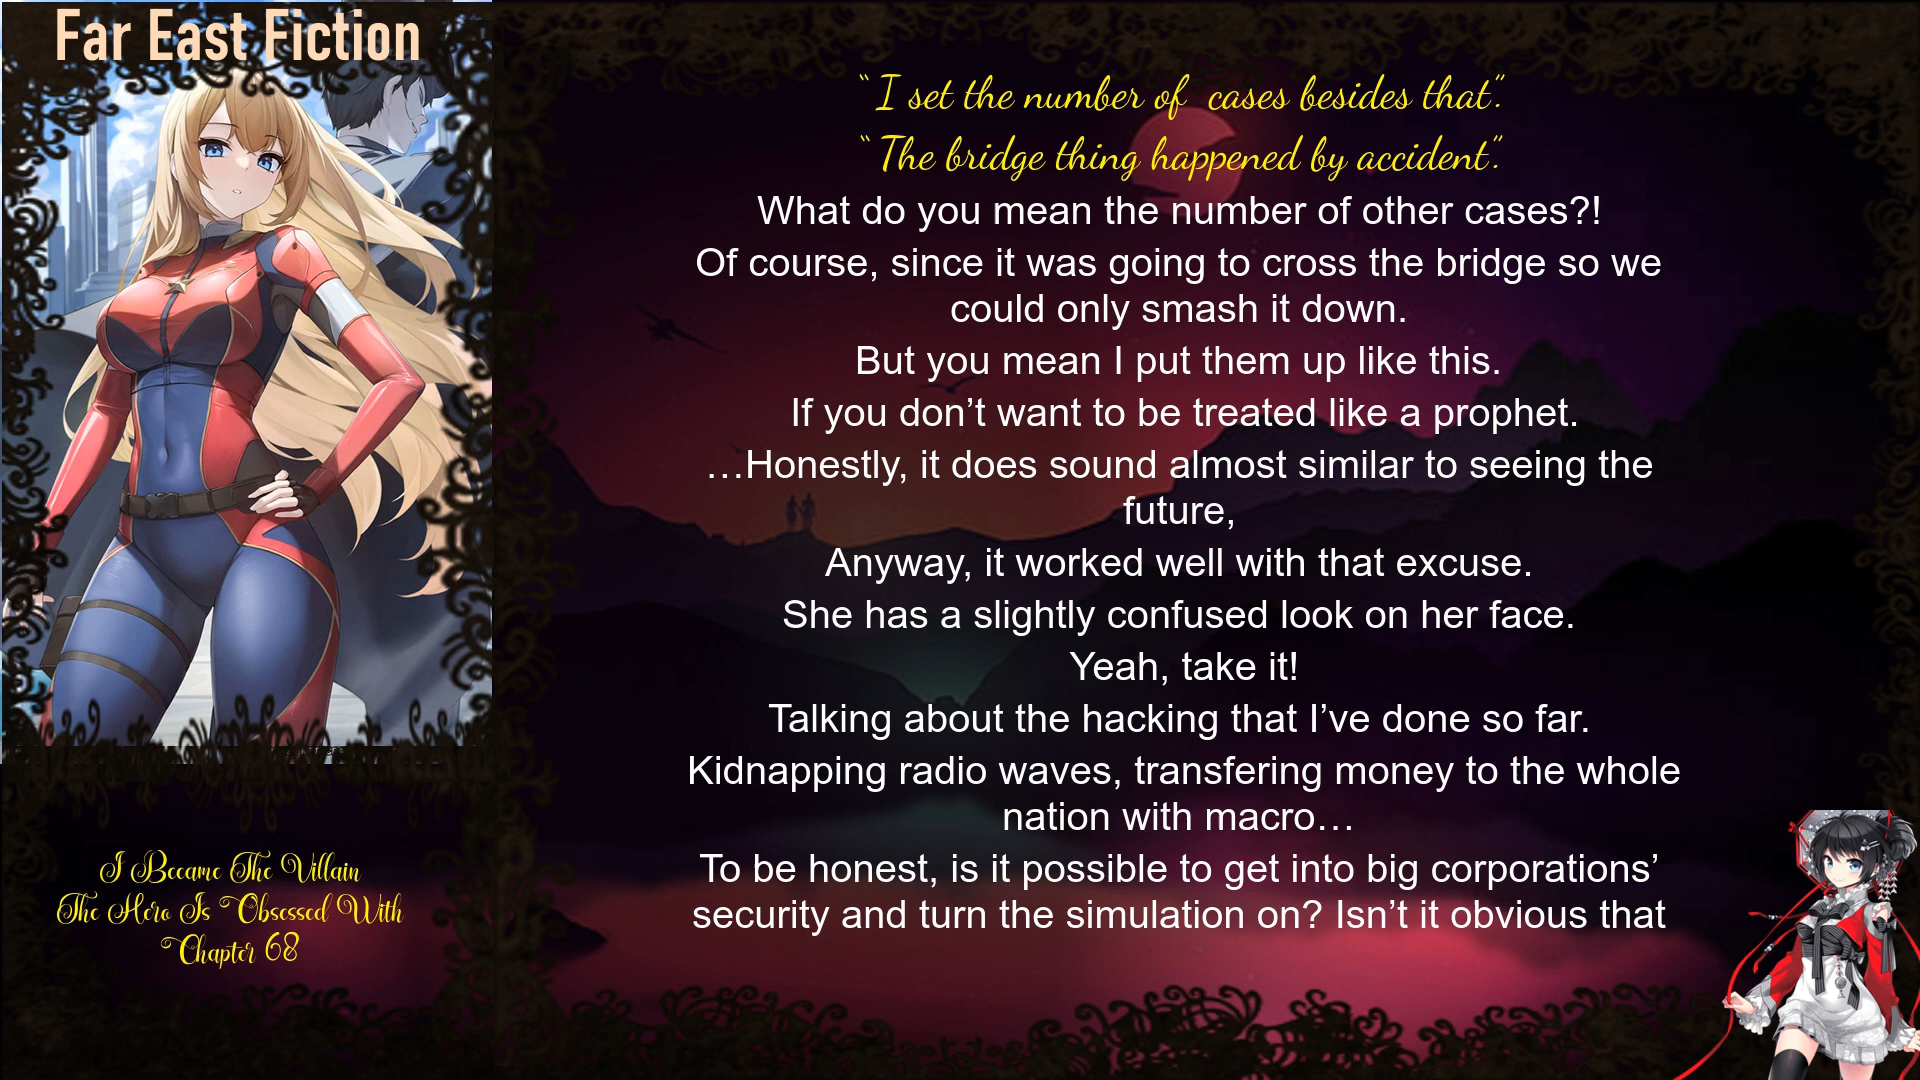 Far East Fiction
“I set the number of  cases besides that.”
“The bridge thing happened by accident.”
What do you mean the number of other cases?!
Of course, since it was going to cross the bridge so we
could only smash it down.
But you mean I put them up like this.
If you don’t want to be treated like a prophet.
…Honestly, it does sound almost similar to seeing the
future,
Anyway, it worked well with that excuse.
She has a slightly confused look on her face.
Yeah, take it!
Talking about the hacking that I’ve done so far.
Kidnapping radio waves, transfering money to the whole
nation with macro…
To be honest, is it possible to get into big corporations’
security and turn the simulation on? Isn’t it obvious that
I Became The Villain
The Hero Is Obsessed With
Chapter 68